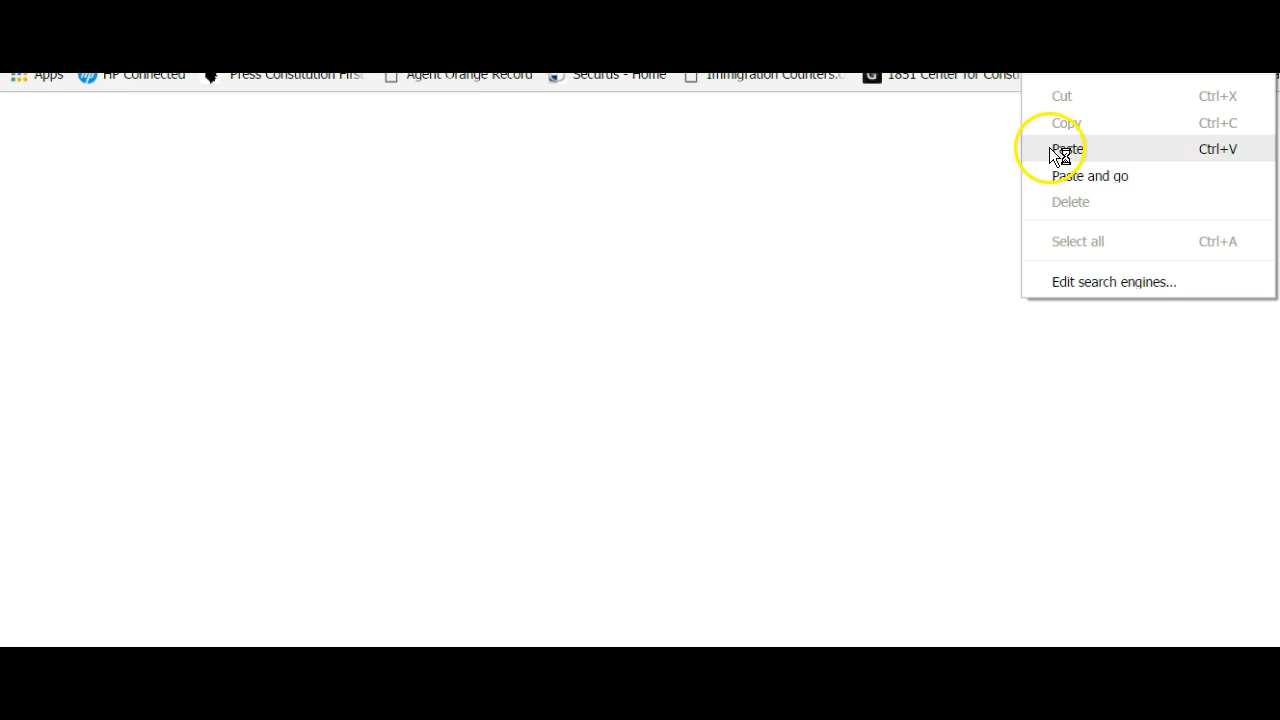 Apps HP Connected Press Constitution First Agent Orange Record Securus - Home Immigration Counters.c 1851 Center for Consti
Cut Ctrl+X
Copy Ctrl+C
Paste Ctrl+V
Paste and go
Delete
Select all Ctrl+A
Edit search engines...